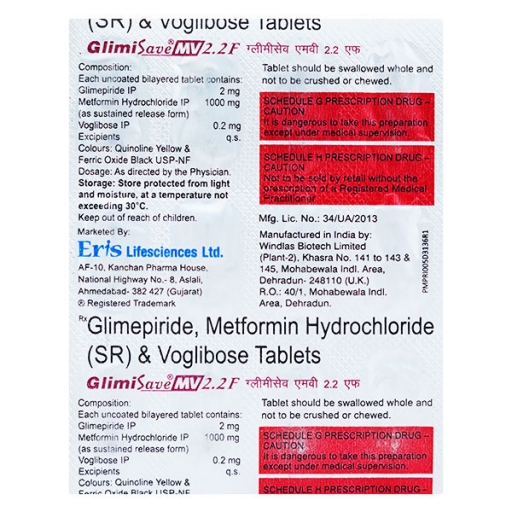 (SR) & Voglibose Tablets
GlimiSave® MV 2.2F ग्लीमीसेव एमवी 2.2 एफ
Composition:
Each uncoated bilayered tablet contains:
Glimepiride IP 2 mg
Metformin Hydrochloride IP 1000 mg
(as sustained release form)
Voglibose IP 0.2 mg
Excipients q.s.
Colours: Quinoline Yellow &
Ferric Oxide Black USP-NF
Dosage: As directed by the Physician.
Storage: Store protected from light
and moisture, at a temperature not
exceeding 30°C.
Keep out of reach of children.
Marketed By:
Eris Lifesciences Ltd.
AF-10, Kanchan Pharma House,
National Highway No.- 8, Aslali,
Ahmedabad- 382 427 (Gujarat)
® Registered Trademark
Tablet should be swallowed whole and
not to be crushed or chewed.
SCHEDULE G PRESCRIPTION DRUG –
CAUTION
It is dangerous to take this preparation
except under medical supervision.
SCHEDULE H PRESCRIPTION DRUG –
CAUTION
Not to be sold by retail without the
prescription of a Registered Medical
Practitioner.
Mfg. Lic. No.: 34/UA/2013
Manufactured in India by:
Windlas Biotech Limited
(Plant-2), Khasra No. 141 to 143 &
145, Mohabewala Indl. Area,
Dehradun- 248110 (U.K.)
R.O.: 40/1, Mohabewala Indl.
Area, Dehradun.
PMPRI005D3136R1
Rx Glimepiride, Metformin Hydrochloride
(SR) & Voglibose Tablets
GlimiSave® MV 2.2F ग्लीमीसेव एमवी 2.2 एफ
Composition:
Each uncoated bilayered tablet contains:
Glimepiride IP 2 mg
Metformin Hydrochloride IP 1000 mg
(as sustained release form)
Voglibose IP 0.2 mg
Excipients q.s.
Colours: Quinoline Yellow &
Ferric Oxide Black USP-NF
Tablet should be swallowed whole and
not to be crushed or chewed.
SCHEDULE G PRESCRIPTION DRUG –
CAUTION
It is dangerous to take this preparation
except under medical supervision.
SCHEDULE H PRESCRIPTION DRUG –